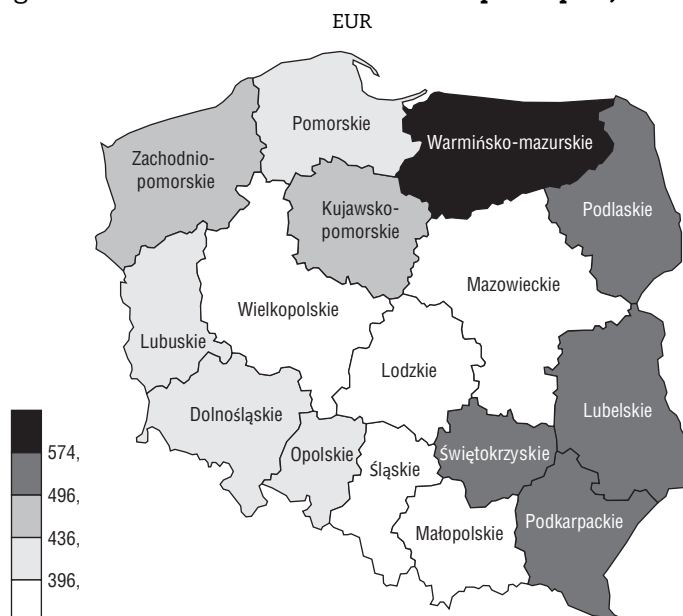 EUR
Pomorskie
Warmińsko-mazurskie
Zachodnio-
pomorskie
Kujawsko-
pomorskie
Podlaskie
Mazowieckie
Wielkopolskie
Lubuskie
Lodzkie
Dolnośląskie
Lubelskie
Opolskie
Śląskie
Świętokrzyskie
Małopolskie
Podkarpackie
574,
496,
436,
396,